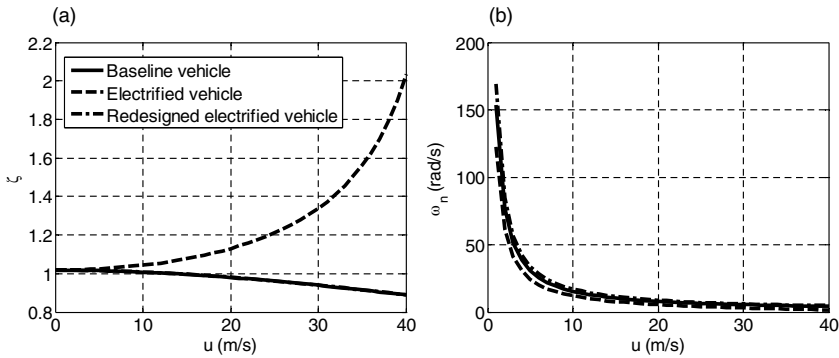 (a)
2.2
2
1.8
1.6
1.4
1.2
1
0.8
ζ
Baseline vehicle
Electrified vehicle
Redesigned electrified vehicle
0 10 20 30 40
u (m/s)
(b)
200
150
100
50
0
ωn (rad/s)
0 10 20 30 40
u (m/s)